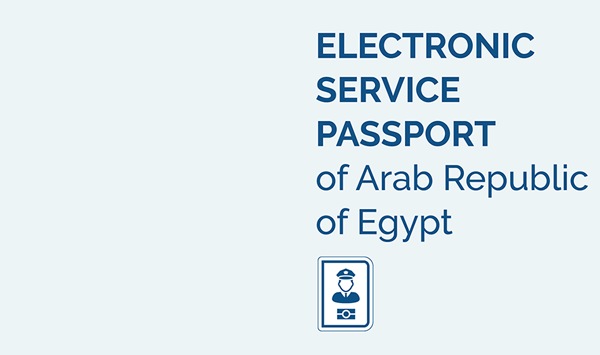 ELECTRONIC
SERVICE
PASSPORT
of Arab Republic
of Egypt